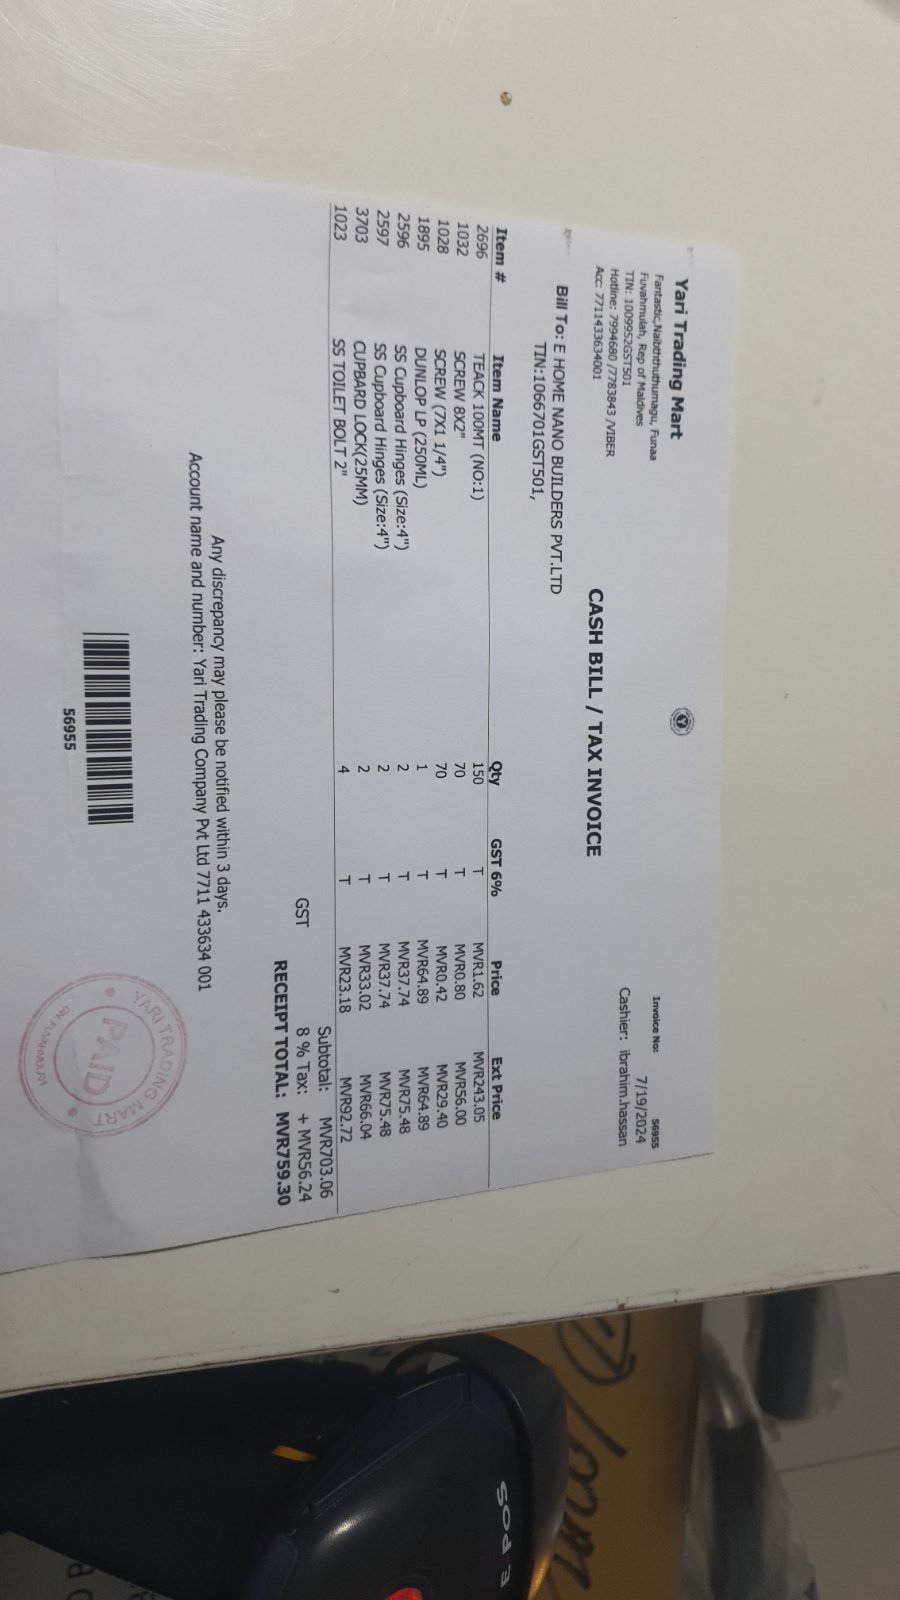 Yari Trading Mart
Fantastic,Naibththuthumagu, Funaa
Fuvahmulah, Rep of Maldives
TIN: 1009952GST501
Hotline: 7994680 /7783843 /VIBER
Acc: 7711433634001
Invoice No: 56955
7/19/2024
Cashier: ibrahim.hassan
CASH BILL / TAX INVOICE
Bill To: E HOME NANO BUILDERS PVT.LTD
TIN:1066701GST501,
Item # Item Name Qty GST 6% Price Ext Price
2696 TEACK 100MT (NO:1) 150 T MVR1.62 MVR243.05
1032 SCREW 8X2" 70 T MVR0.80 MVR56.00
1028 SCREW (7X1 1/4") 70 T MVR0.42 MVR29.40
1895 DUNLOP LP (250ML) 1 T MVR64.89 MVR64.89
2596 SS Cupboard Hinges (Size:4") 2 T MVR37.74 MVR75.48
2597 SS Cupboard Hinges (Size:4") 2 T MVR37.74 MVR75.48
3703 CUPBARD LOCK(25MM) 2 T MVR33.02 MVR66.04
1023 SS TOILET BOLT 2" 4 T MVR23.18 MVR92.72
Subtotal: MVR703.06
GST 8 % Tax: + MVR56.24
RECEIPT TOTAL: MVR759.30
Any discrepancy may please be notified within 3 days.
Account name and number: Yari Trading Company Pvt Ltd 7711 433634 001
56955
YARI TRADING MART
PAID